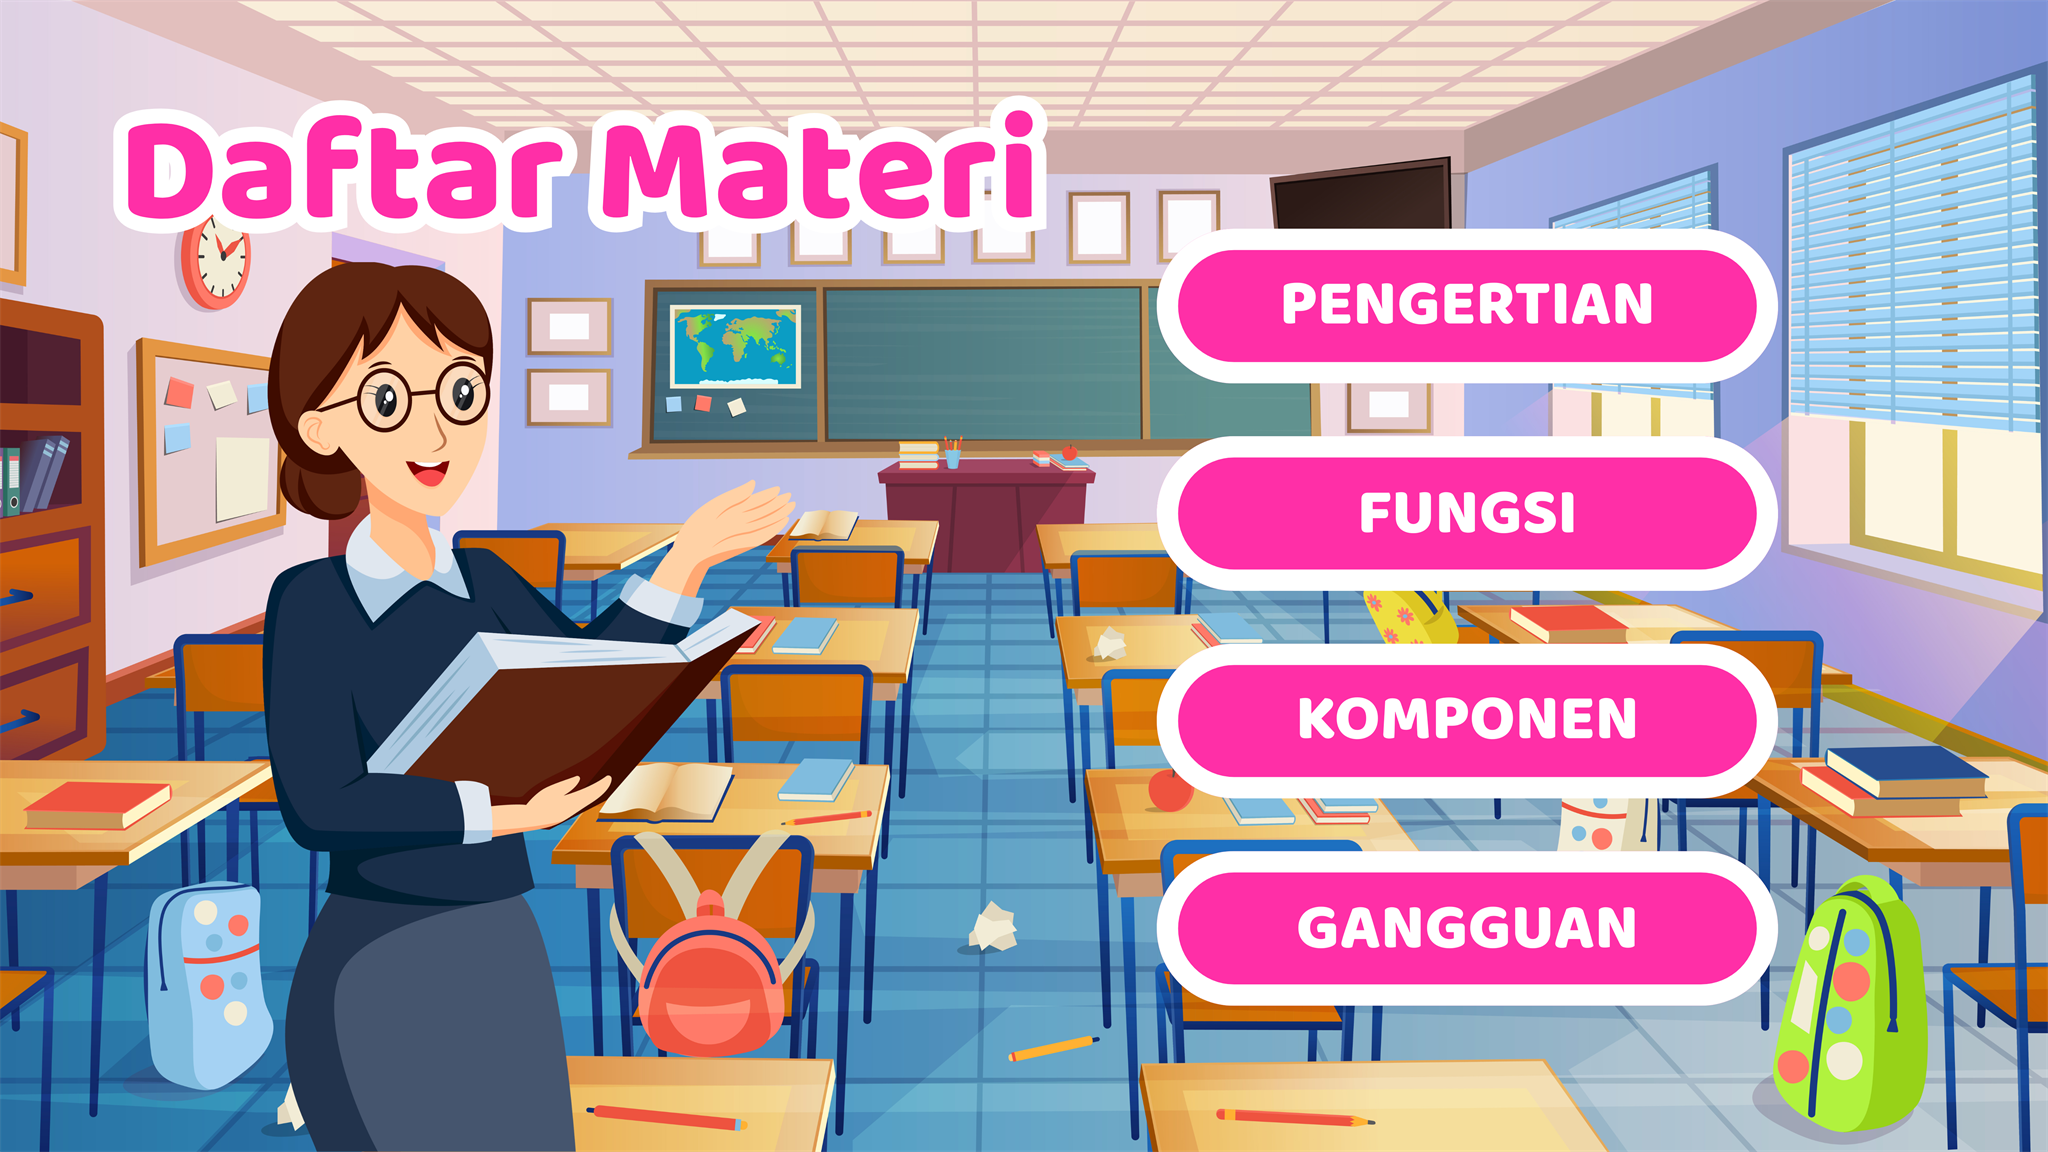 Daftar Materi
PENGERTIAN
FUNGSI
KOMPONEN
GANGGUAN